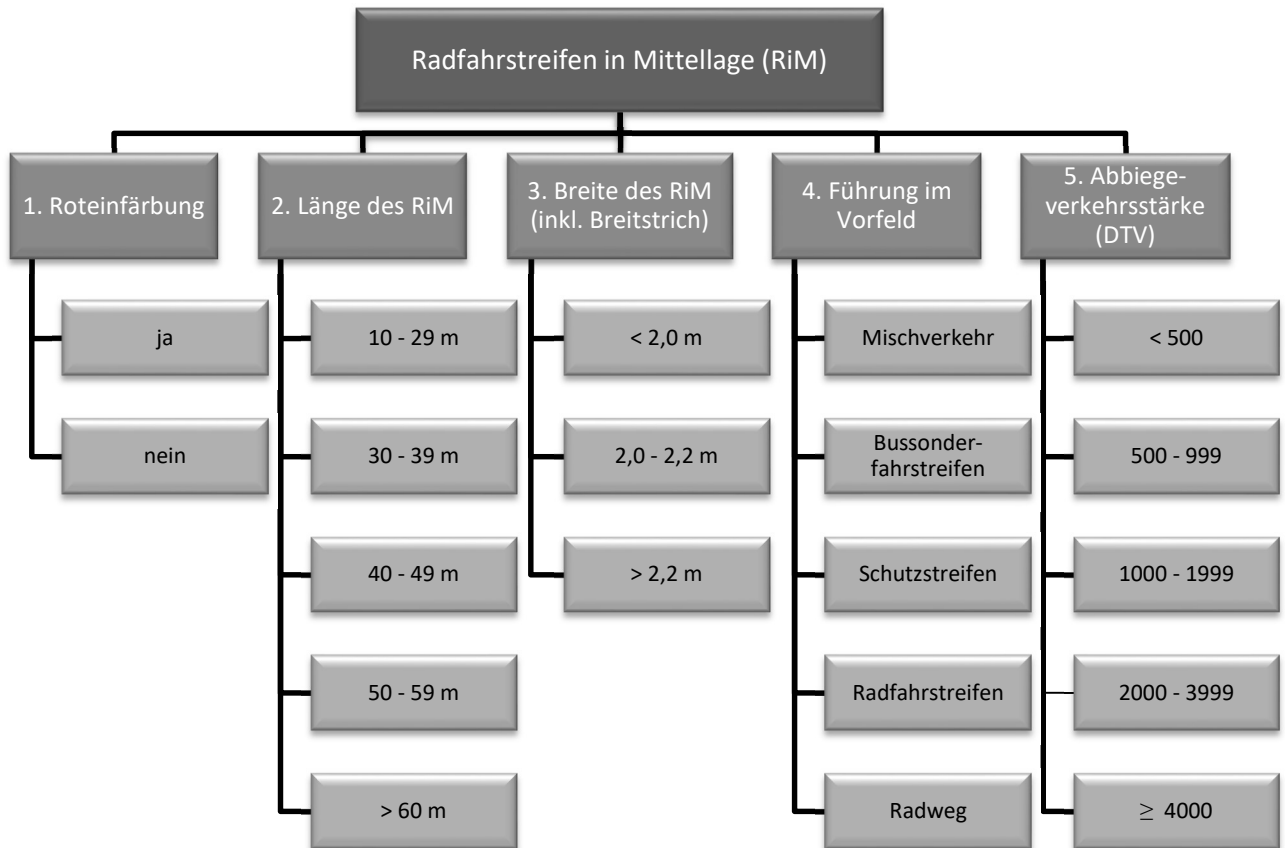 Radfahrstreifen in Mittellage (RiM)
1. Roteinfärbung
ja
nein
2. Länge des RiM
10 - 29 m
30 - 39 m
40 - 49 m
50 - 59 m
> 60 m
3. Breite des RiM
(inkl. Breitstrich)
< 2,0 m
2,0 - 2,2 m
> 2,2 m
4. Führung im
Vorfeld
Mischverkehr
Bussonder-
fahrstreifen
Schutzstreifen
Radfahrstreifen
Radweg
5. Abbiege-
verkehrsstärke
(DTV)
< 500
500 - 999
1000 - 1999
2000 - 3999
≥ 4000